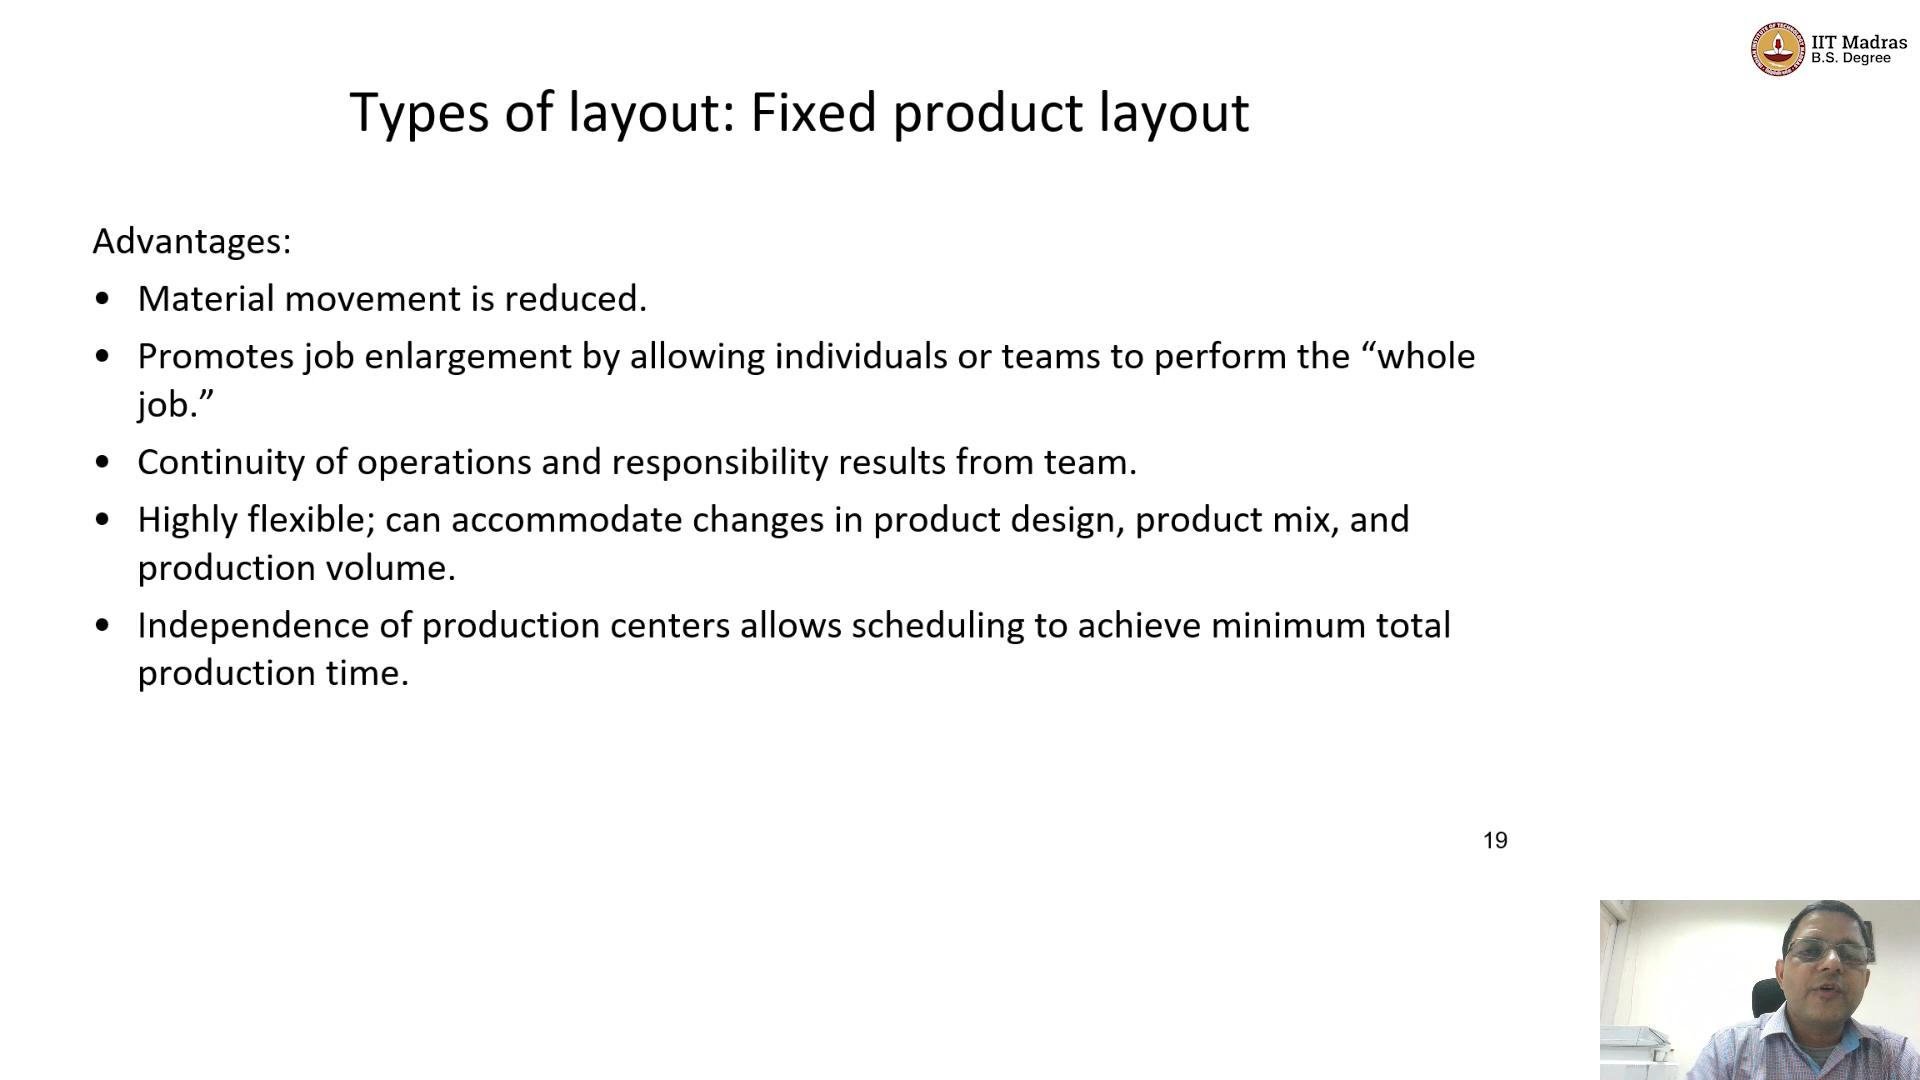 IIT Madras
B.S. Degree
Types of layout: Fixed product layout
Advantages:
• Material movement is reduced.
• Promotes job enlargement by allowing individuals or teams to perform the “whole
job.”
• Continuity of operations and responsibility results from team.
• Highly flexible; can accommodate changes in product design, product mix, and
production volume.
• Independence of production centers allows scheduling to achieve minimum total
production time.
19